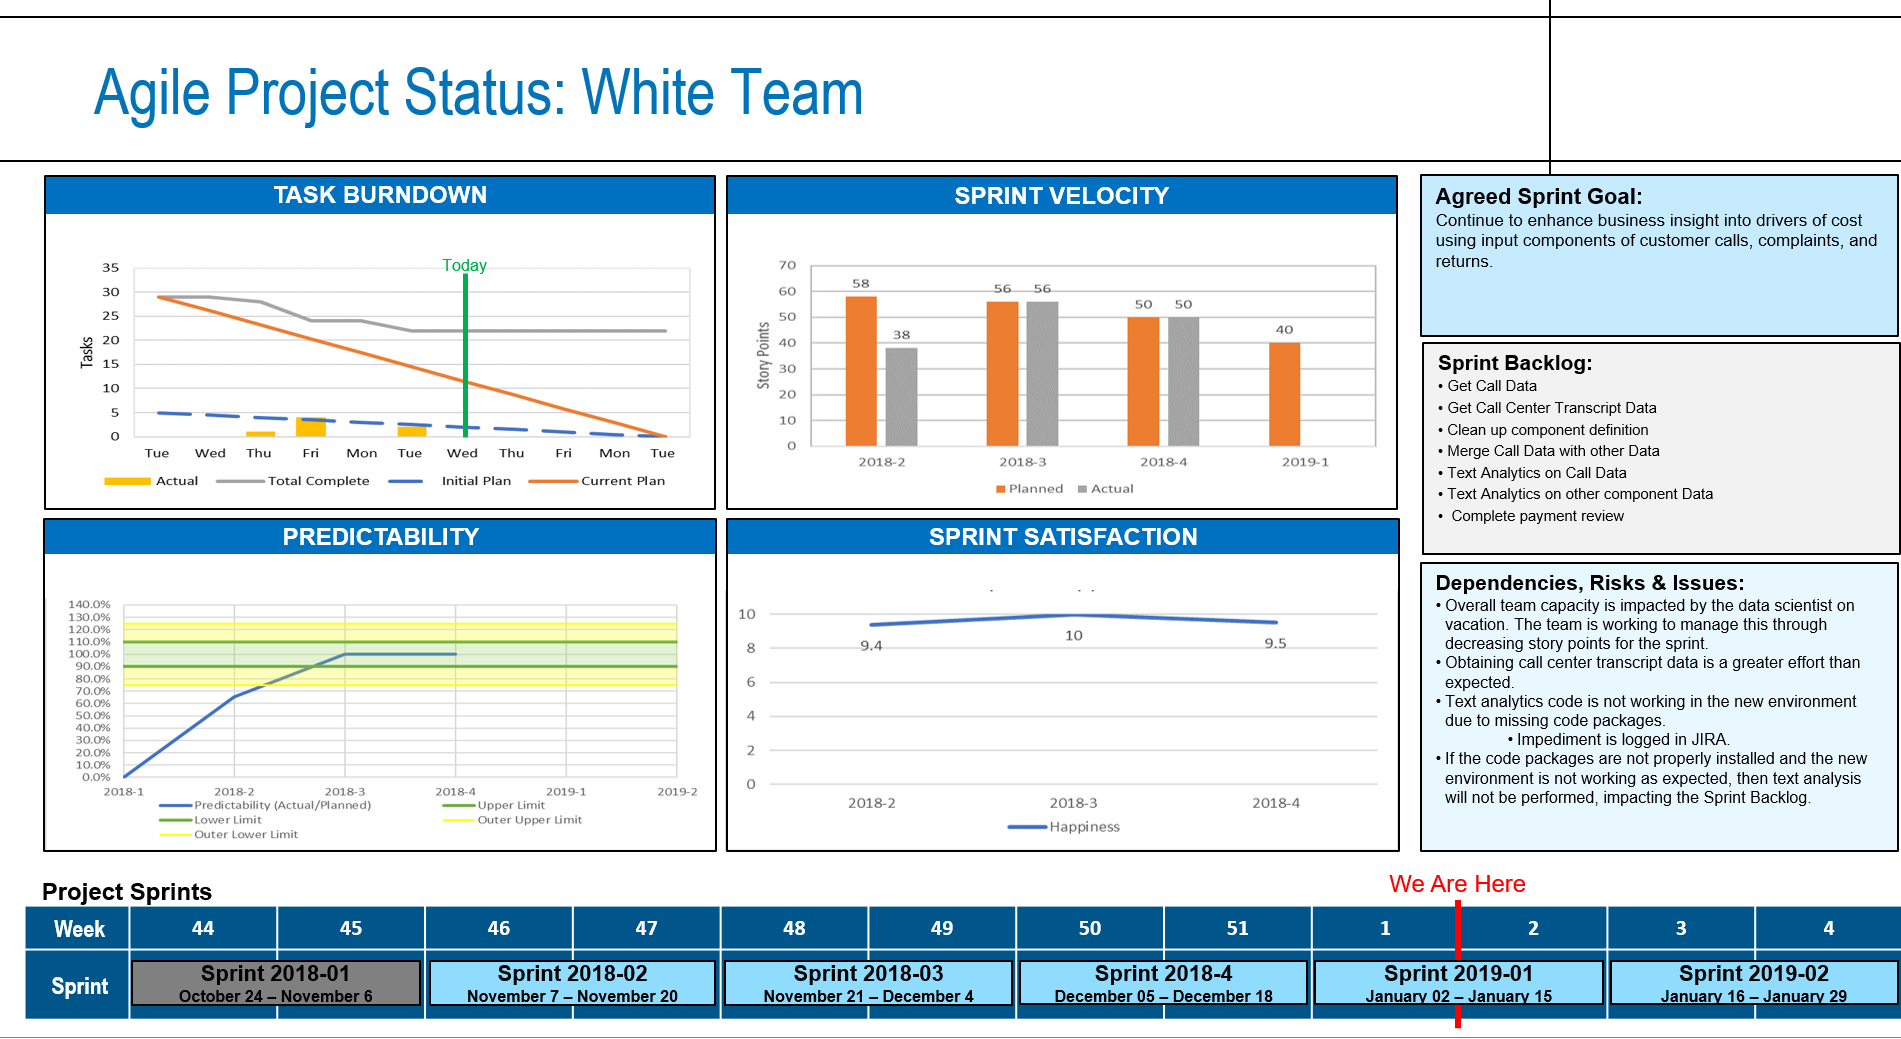 Agile Project Status: White Team
TASK BURNDOWN
Today
35
30
25
20
15
10
5
0
Tasks
Tue Wed Thu Fri Mon Tue Wed Thu Fri Mon Tue
Actual Total Complete Initial Plan Current Plan
SPRINT VELOCITY
70
60
50
40
30
20
10
0
Story Points
58 38 56 56 50 50 40
2018-2 2018-3 2018-4 2019-1
Planned Actual
Agreed Sprint Goal:
Continue to enhance business insight into drivers of cost
using input components of customer calls, complaints, and
returns.
Sprint Backlog:
• Get Call Data
• Get Call Center Transcript Data
• Clean up component definition
• Merge Call Data with other Data
• Text Analytics on Call Data
• Text Analytics on other component Data
• Complete payment review
PREDICTABILITY
140.0%
130.0%
120.0%
110.0%
100.0%
90.0%
80.0%
70.0%
60.0%
50.0%
40.0%
30.0%
20.0%
10.0%
0.0%
2018-1 2018-2 2018-3 2018-4 2019-1 2019-2
Predictability (Actual/Planned) Upper Limit
Lower Limit Outer Upper Limit
Outer Lower Limit
SPRINT SATISFACTION
10
8
6
4
2
0
9.4 10 9.5
2018-2 2018-3 2018-4
Happiness
Dependencies, Risks & Issues:
• Overall team capacity is impacted by the data scientist on
vacation. The team is working to manage this through
decreasing story points for the sprint.
• Obtaining call center transcript data is a greater effort than
expected.
• Text analytics code is not working in the new environment
due to missing code packages.
• Impediment is logged in JIRA.
• If the code packages are not properly installed and the new
environment is not working as expected, then text analysis
will not be performed, impacting the Sprint Backlog.
Project Sprints
We Are Here
Week 44 45 46 47 48 49 50 51 1 2 3 4
Sprint
Sprint 2018-01
October 24 – November 6
Sprint 2018-02
November 7 – November 20
Sprint 2018-03
November 21 – December 4
Sprint 2018-4
December 05 – December 18
Sprint 2019-01
January 02 – January 15
Sprint 2019-02
January 16 – January 29